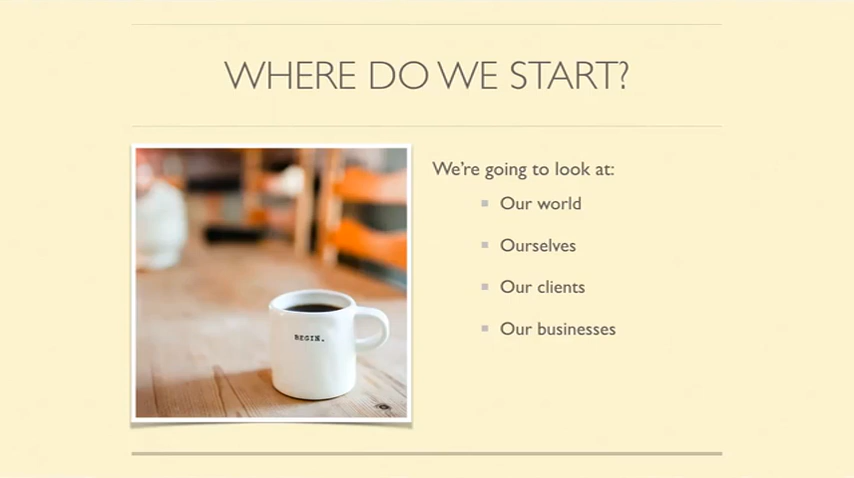 WHERE DO WE START?
We're going to look at:
Our world
Ourselves
Our clients
Our businesses
BEGIN.